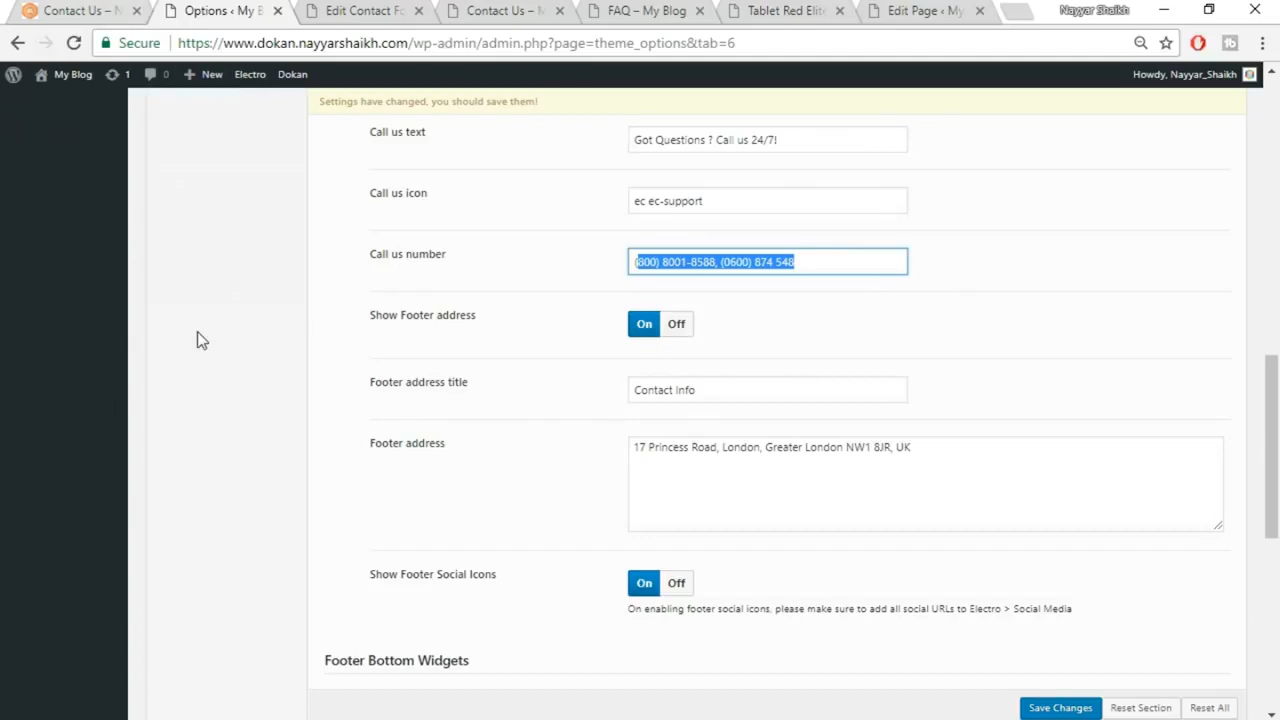 Contact Us – N
Options ‹ My B
Edit Contact Fo
Contact Us – M
FAQ – My Blog
Tablet Red Elite
Edit Page ‹ My
Nayyar Shaikh
Secure
https://www.dokan.nayyarshaikh.com/wp-admin/admin.php?page=theme_options&tab=6
My Blog
1
0
New
Electro
Dokan
Howdy, Nayyar_Shaikh
Settings have changed, you should save them!
Call us text
Got Questions ? Call us 24/7!
Call us icon
ec ec-support
Call us number
(800) 8001-8588, (0600) 874 548
Show Footer address
On Off
Footer address title
Contact Info
Footer address
17 Princess Road, London, Greater London NW1 8JR, UK
Show Footer Social Icons
On Off
On enabling footer social icons, please make sure to add all social URLs to Electro > Social Media
Footer Bottom Widgets
Save Changes Reset Section Reset All